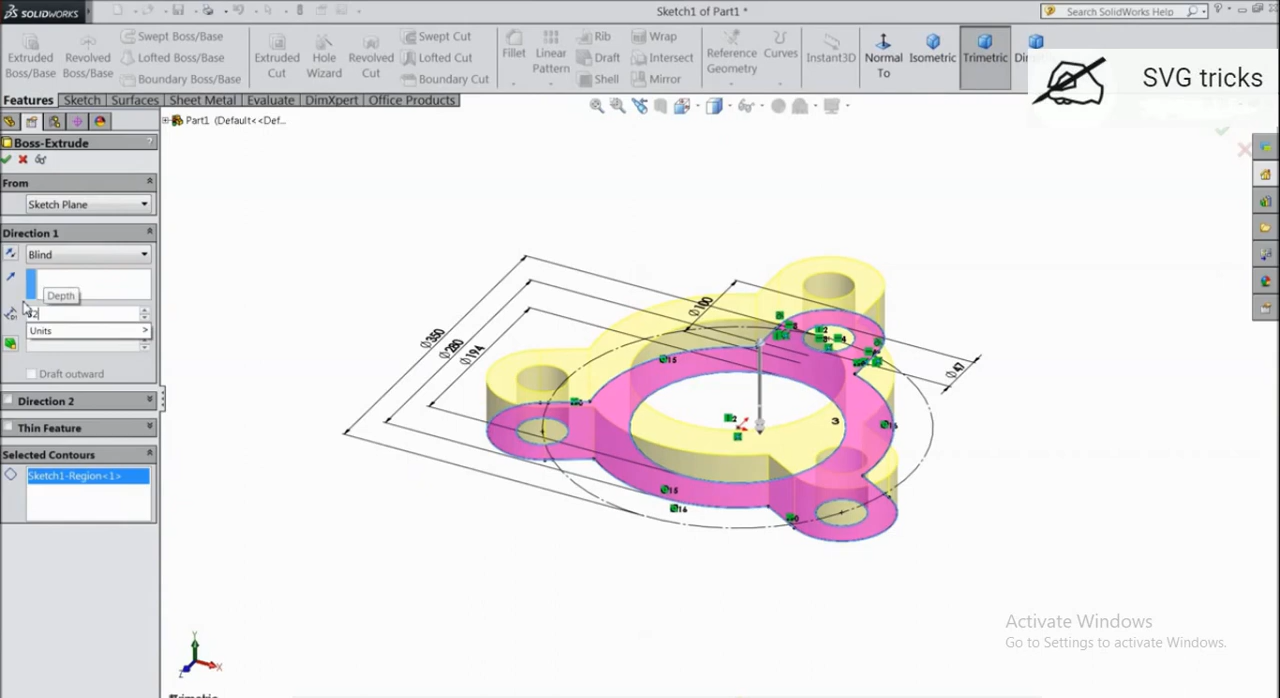 SOLIDWORKS
Sketch1 of Part1 *
Search SolidWorks Help
Extruded Boss/Base
Revolved Boss/Base
Swept Boss/Base
Lofted Boss/Base
Boundary Boss/Base
Extruded Cut
Hole Wizard
Revolved Cut
Swept Cut
Lofted Cut
Boundary Cut
Fillet
Linear Pattern
Rib
Draft
Shell
Wrap
Intersect
Mirror
Reference Geometry
Curves
Instant3D
Normal To
Isometric
Trimetric
SVG tricks
Features Sketch Surfaces Sheet Metal Evaluate DimXpert Office Products
Part1 (Default<<Def...
Boss-Extrude ?
From
Sketch Plane
Direction 1
Blind
Depth
Units >
Draft outward
Direction 2
Thin Feature
Selected Contours
Sketch1-Region<1>
Ø350
Ø280
Ø194
Ø100
Ø47
15
15
16
3
Y
X
Z
Activate Windows
Go to Settings to activate Windows.